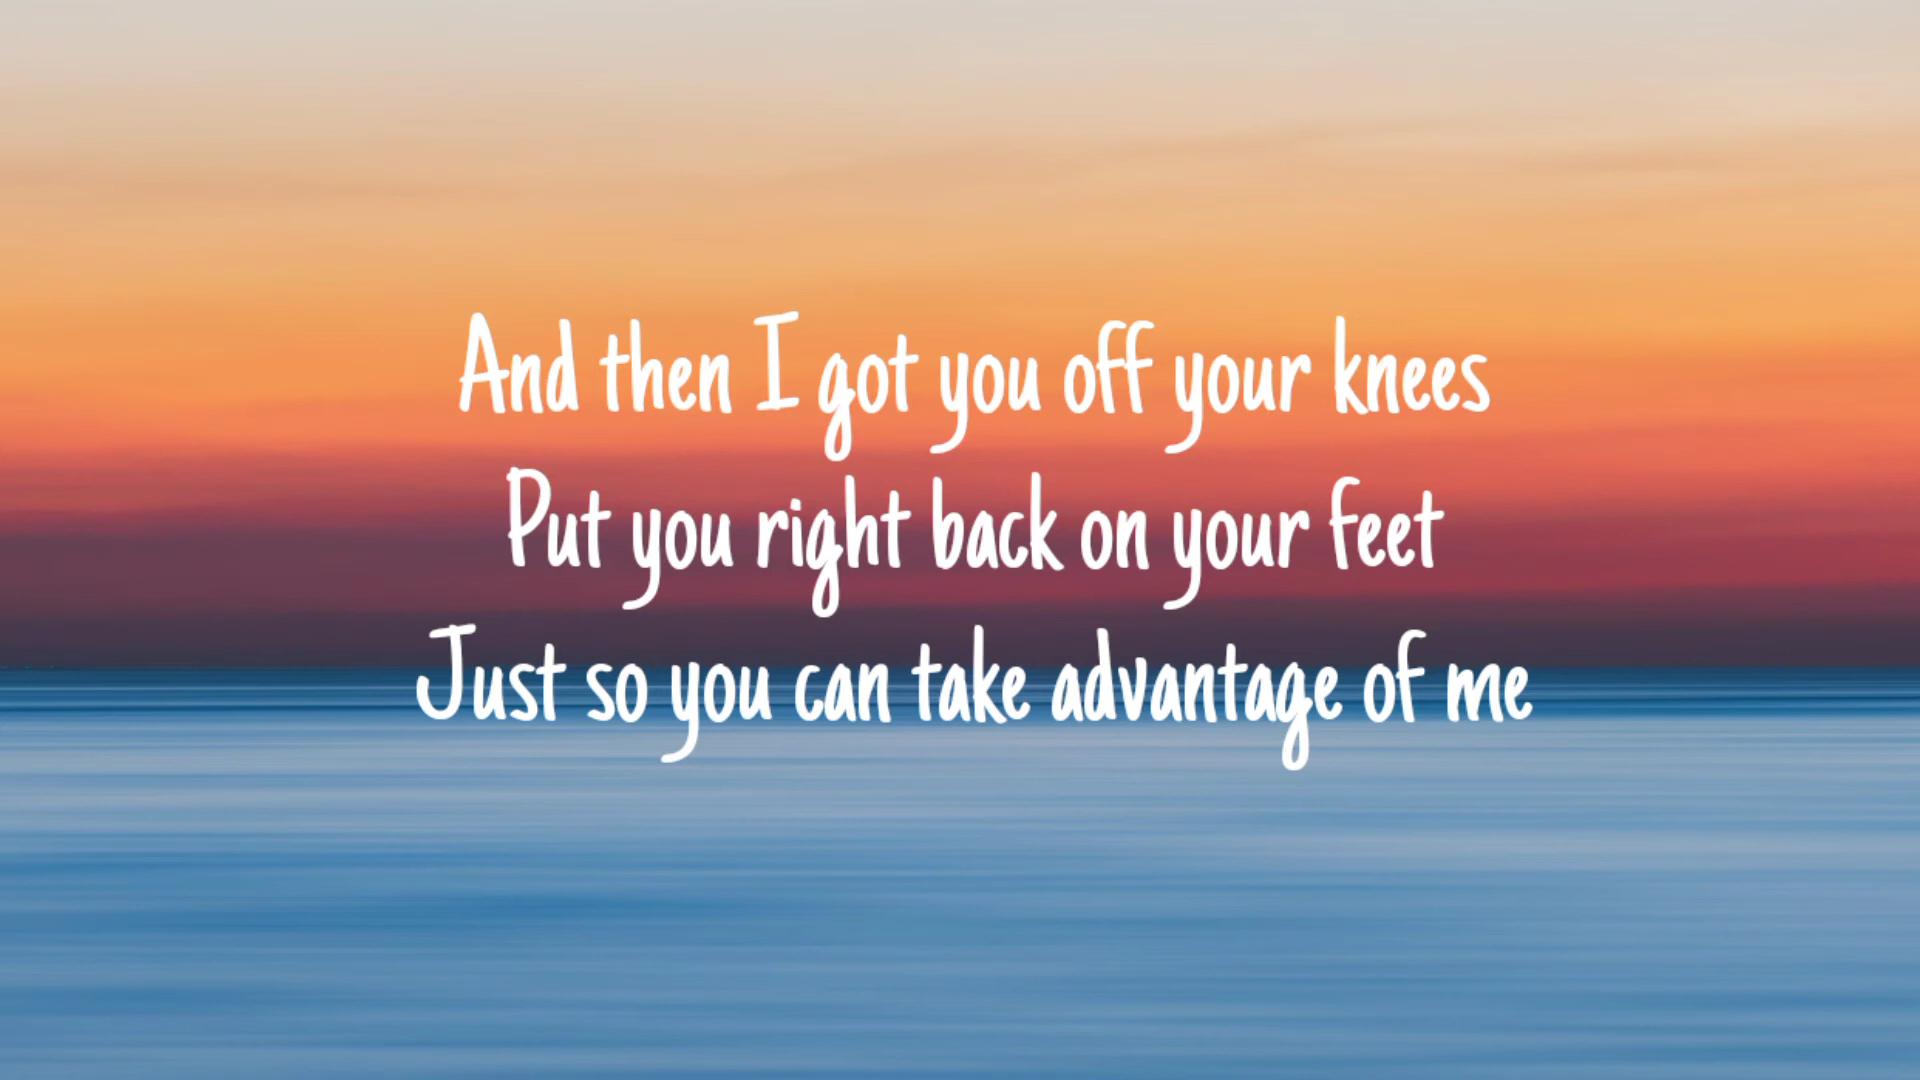 And then I got you off your knees
Put you right back on your feet
Just so you can take advantage of me